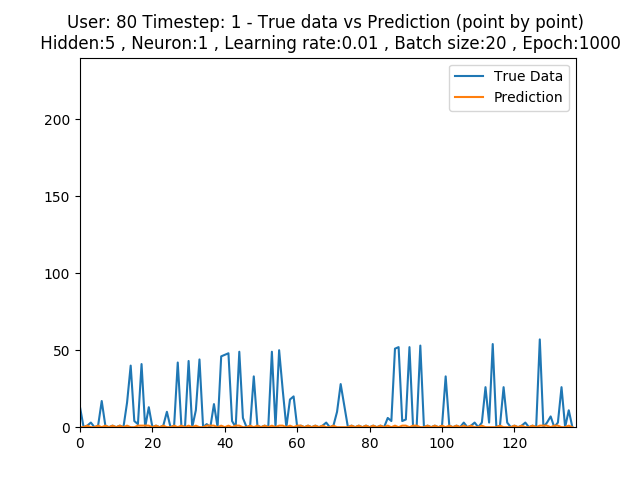 User: 80 Timestep: 1 - True data vs Prediction (point by point)
Hidden:5 , Neuron:1 , Learning rate:0.01 , Batch size:20 , Epoch:1000
True Data
Prediction
200
150
100
50
0
0 20 40 60 80 100 120